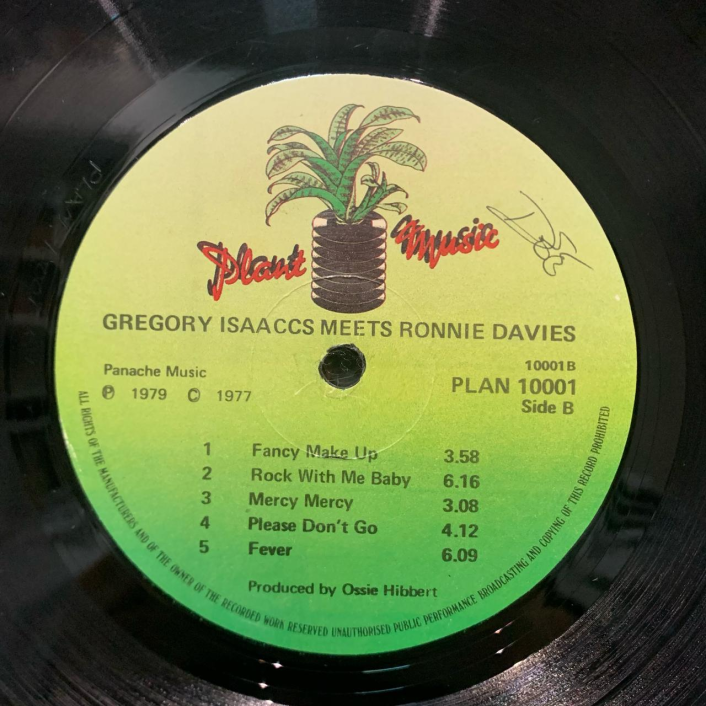 Plant Music
GREGORY ISAACCS MEETS RONNIE DAVIES
Panache Music
℗ 1979 © 1977
10001B
PLAN 10001
Side B
1 Fancy Make Up 3.58
2 Rock With Me Baby 6.16
3 Mercy Mercy 3.08
4 Please Don't Go 4.12
5 Fever 6.09
Produced by Ossie Hibbert
ALL RIGHTS OF THE MANUFACTURERS AND OF THE OWNER OF THE RECORDED WORK RESERVED UNAUTHORISED PUBLIC PERFORMANCE BROADCASTING AND COPYING OF THIS RECORD PROHIBITED